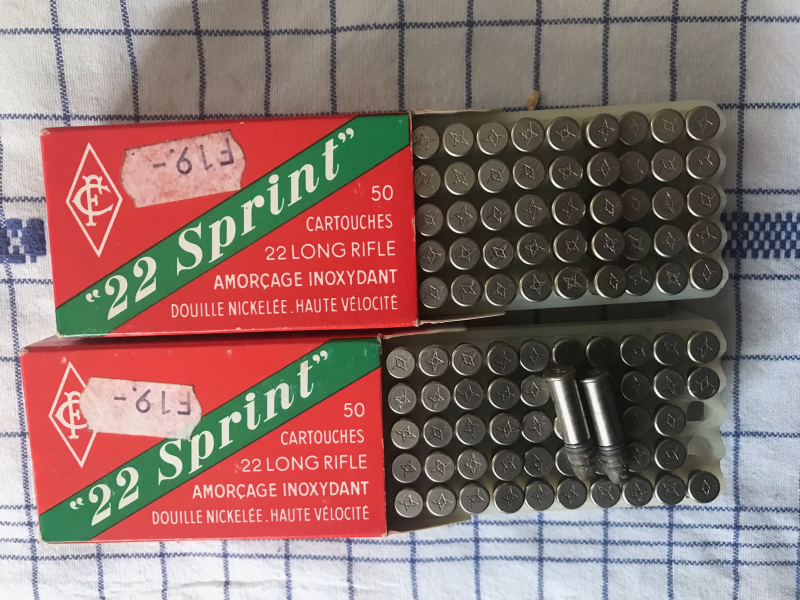 F19.-
CF
"22 Sprint"
50
CARTOUCHES
22 LONG RIFLE
AMORÇAGE INOXYDANT
DOUILLE NICKELÉE.HAUTE VÉLOCITÉ
F19.-
CF
"22 Sprint"
50
CARTOUCHES
22 LONG RIFLE
AMORÇAGE INOXYDANT
DOUILLE NICKELÉE.HAUTE VÉLOCITÉ